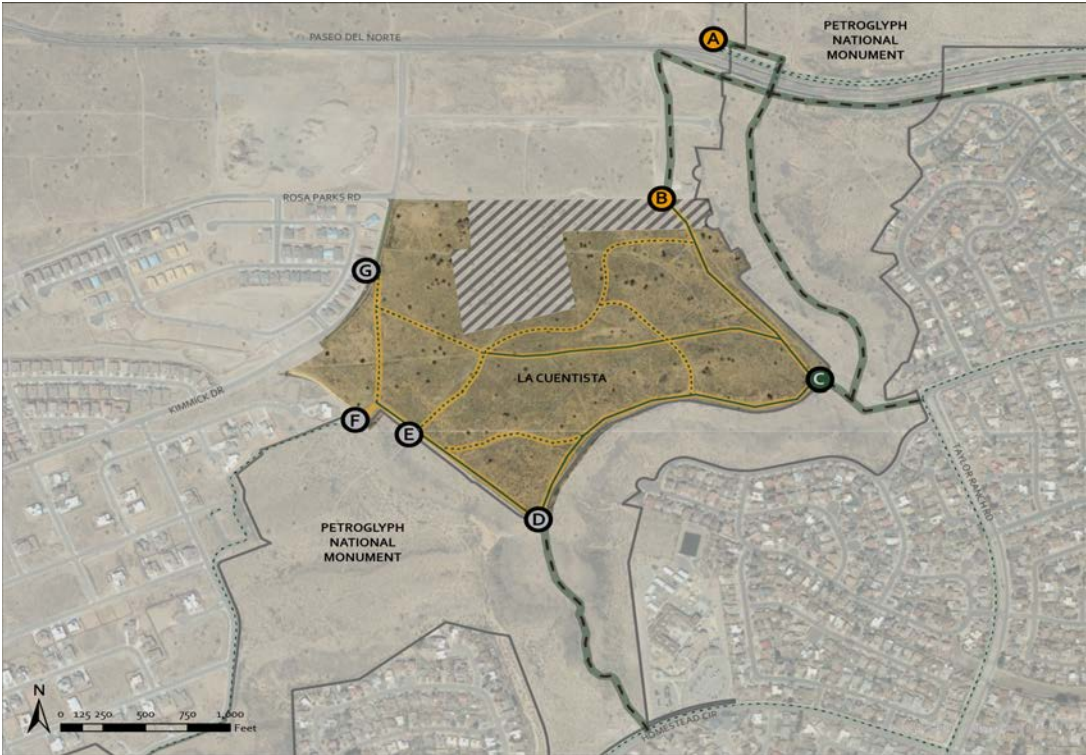 PASEO DEL NORTE
A
PETROGLYPH
NATIONAL
MONUMENT
ROSA PARKS RD
B
G
LA CUENTISTA
C
KIMMICK DR
F
E
TAYLOR RANCH RD
D
PETROGLYPH
NATIONAL
MONUMENT
N
0 125 250 500 750 1,000
Feet
HOMESTEAD CIR